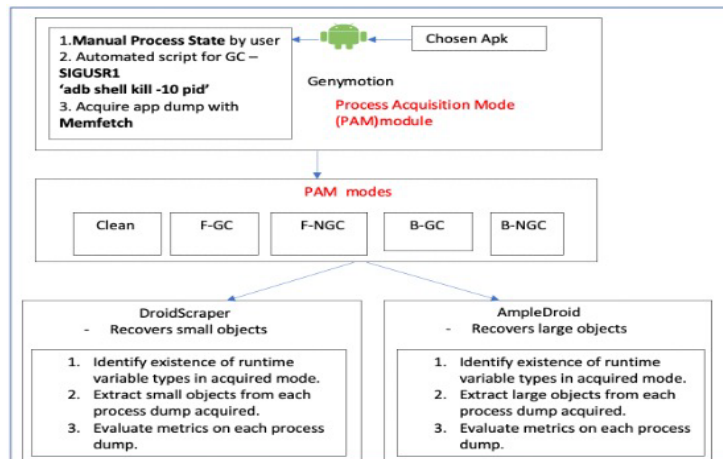 1.Manual Process State by user
2. Automated script for GC –
SIGUSR1
‘adb shell kill -10 pid’
3. Acquire app dump with
Memfetch
Chosen Apk
Genymotion
Process Acquisition Mode
(PAM)module
PAM modes
Clean
F-GC
F-NGC
B-GC
B-NGC
DroidScraper
- Recovers small objects
1. Identify existence of runtime
variable types in acquired mode.
2. Extract small objects from each
process dump acquired.
3. Evaluate metrics on each process
dump.
AmpleDroid
- Recovers large objects
1. Identify existence of runtime
variable types in acquired mode.
2. Extract large objects from each
process dump acquired.
3. Evaluate metrics on each process
dump.